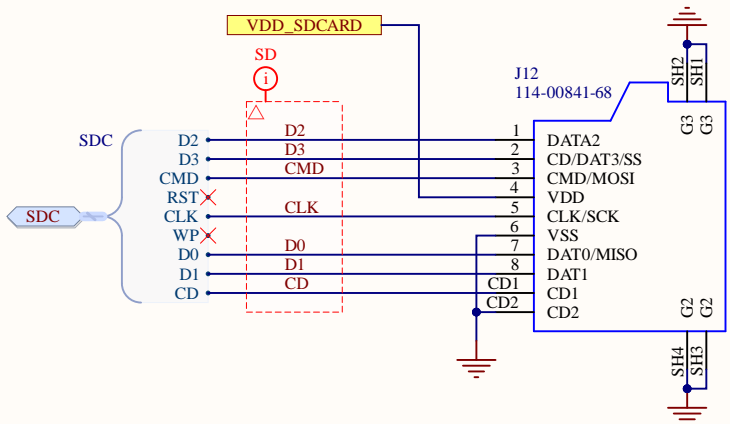 VDD_SDCARD
SD
i
J12
114-00841-68
SH2
SH1
G3
G3
SDC
SDC
D2 D2 1 DATA2
D3 D3 2 CD/DAT3/SS
CMD CMD 3 CMD/MOSI
RST 4 VDD
CLK CLK 5 CLK/SCK
WP 6 VSS
D0 D0 7 DAT0/MISO
D1 D1 8 DAT1
CD CD CD1 CD1
CD2 CD2
G2
G2
SH4
SH3